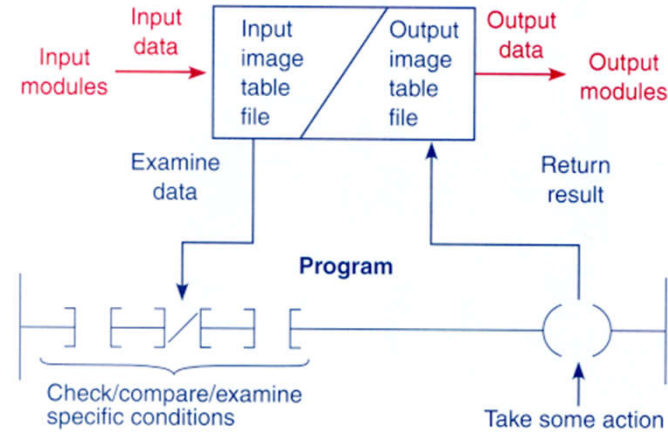 Input
modules
Input
data
Input
image
table
file
Output
image
table
file
Output
data
Output
modules
Examine
data
Return
result
Program
Check/compare/examine
specific conditions
Take some action